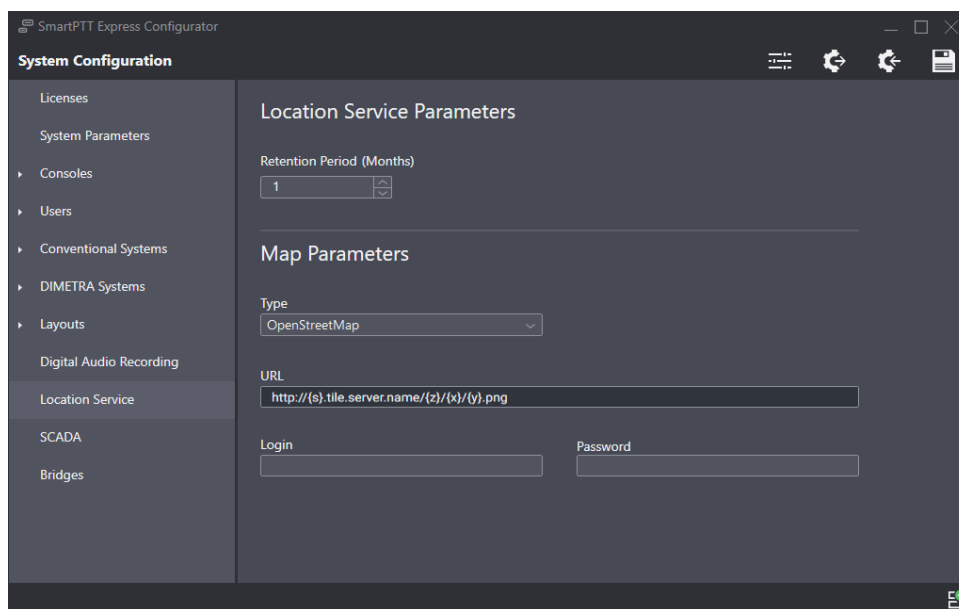 SmartPTT Express Configurator
System Configuration
Licenses
System Parameters
Consoles
Users
Conventional Systems
DIMETRA Systems
Layouts
Digital Audio Recording
Location Service
SCADA
Bridges
Location Service Parameters
Retention Period (Months)
1
Map Parameters
Type
OpenStreetMap
URL
http://{s}.tile.server.name/{z}/{x}/{y}.png
Login
Password